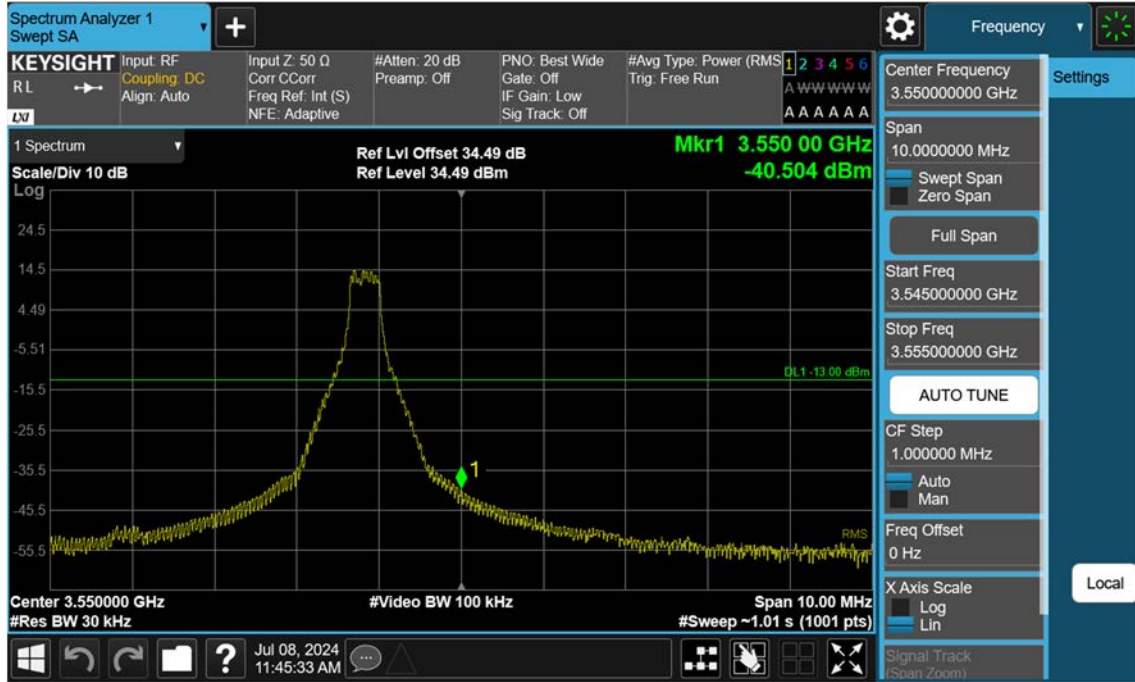 Spectrum Analyzer 1
Swept SA
Frequency
KEYSIGHT
RL
LXI
Input: RF
Coupling: DC
Align: Auto
Input Z: 50 Ω
Corr CCorr
Freq Ref: Int (S)
NFE: Adaptive
#Atten: 20 dB
Preamp: Off
PNO: Best Wide
Gate: Off
IF Gain: Low
Sig Track: Off
#Avg Type: Power (RMS
Trig: Free Run
1 2 3 4 5 6
A W W W W W
A A A A A A
1 Spectrum
Scale/Div 10 dB
Log
Ref Lvl Offset 34.49 dB
Ref Level 34.49 dBm
Mkr1 3.550 00 GHz
-40.504 dBm
24.5
14.5
4.49
-5.51
-15.5
-25.5
-35.5
-45.5
-55.5
DL1 -13.00 dBm
1
RMS
Center 3.550000 GHz
#Res BW 30 kHz
#Video BW 100 kHz
Span 10.00 MHz
#Sweep ~1.01 s (1001 pts)
Center Frequency
3.550000000 GHz
Span
10.0000000 MHz
Swept Span
Zero Span
Full Span
Start Freq
3.545000000 GHz
Stop Freq
3.555000000 GHz
AUTO TUNE
CF Step
1.000000 MHz
Auto
Man
Freq Offset
0 Hz
X Axis Scale
Log
Lin
Signal Track
(Span Zoom)
Settings
Local
?
Jul 08, 2024
11:45:33 AM